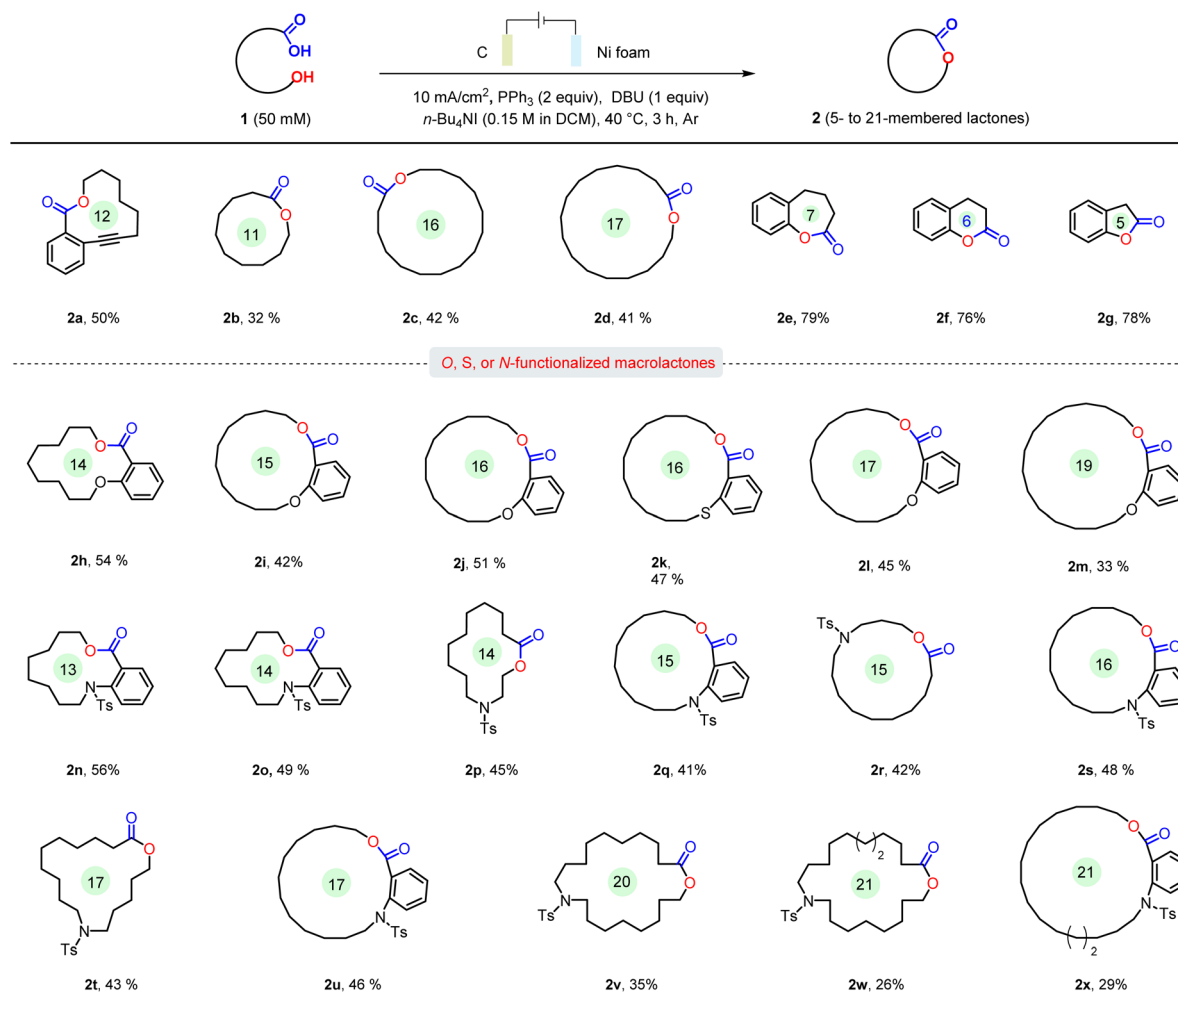 O
OH
OH
C
Ni foam
O
O
10 mA/cm², PPh₃ (2 equiv), DBU (1 equiv)
1 (50 mM)
n-Bu₄NI (0.15 M in DCM), 40 °C, 3 h, Ar
2 (5- to 21-membered lactones)
O O 12
O O 11
O O 16
O O 17
7 O O
6 O O
5 O O
2a, 50%
2b, 32 %
2c, 42 %
2d, 41 %
2e, 79%
2f, 76%
2g, 78%
O, S, or N-functionalized macrolactones
O O 14 O
O O 15 O
O O 16 O
O O 16 S
O O 17 O
O O 19 O
2h, 54 %
2i, 42%
2j, 51 %
2k,
47 %
2l, 45 %
2m, 33 %
O O 13 N Ts
O O 14 N Ts
14 O O N Ts
O O 15 N Ts
Ts N O O 15
O O 16 N Ts
2n, 56%
2o, 49 %
2p, 45%
2q, 41%
2r, 42%
2s, 48 %
O O 17 N Ts
O O 17 N Ts
O O 20 N Ts
( )2 O O 21 N Ts
O O 21 N Ts ( )2
2t, 43 %
2u, 46 %
2v, 35%
2w, 26%
2x, 29%